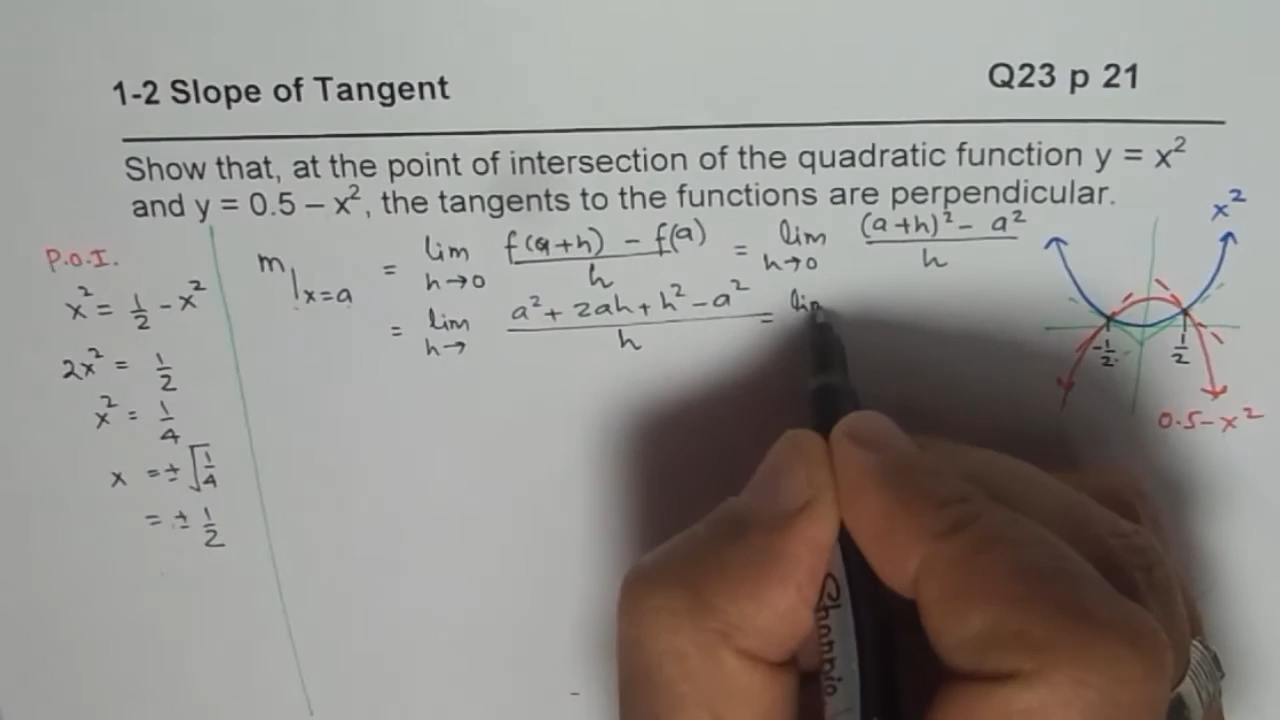 1-2 Slope of Tangent
Q23 p 21
Show that, at the point of intersection of the quadratic function y = x²
and y = 0.5 – x², the tangents to the functions are perpendicular.
P.O.I.
x² = 1/2 - x²
2x² = 1/2
x² = 1/4
x = ± √1/4
= ± 1/2
m|x=a = lim h→0 f(a+h) - f(a) / h = lim h→0 (a+h)² - a² / h
= lim h→ a² + 2ah + h² - a² / h = lim
x²
-1/2
1/2
0.5-x²
Sharpie